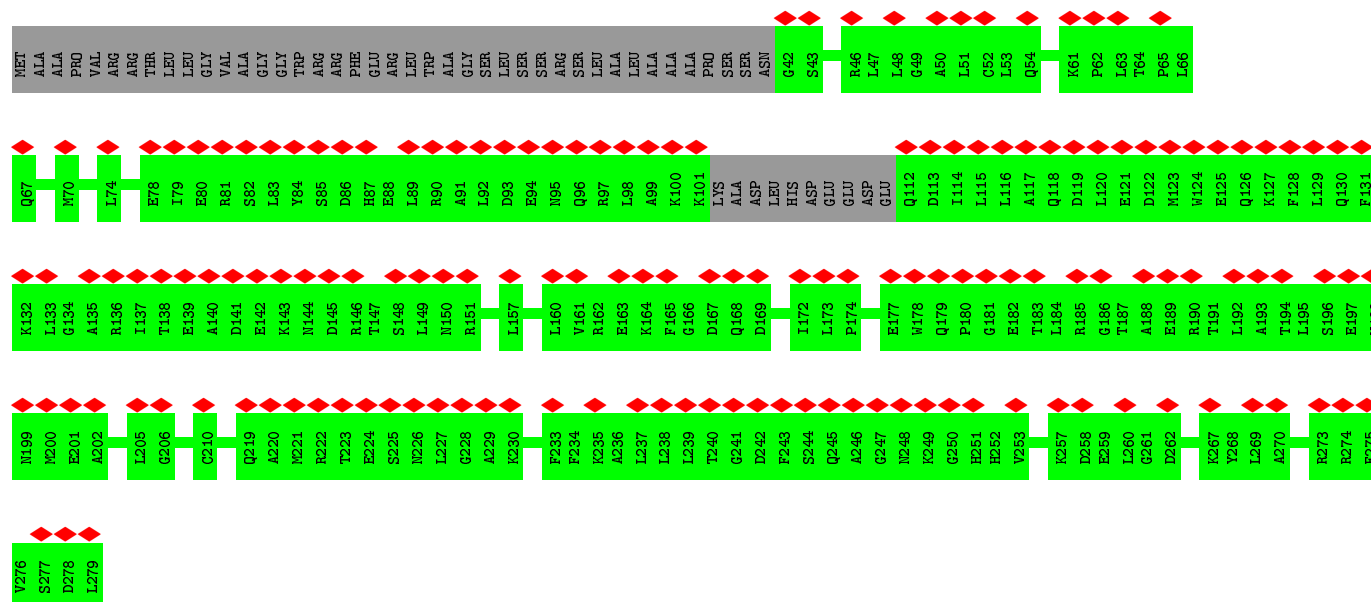 MET ALA ALA PRO VAL ARG ARG THR LEU LEU GLY VAL ALA GLY GLY TRP ARG ARG PHE GLU ARG LEU TRP ALA GLY SER LEU SER SER ARG SER LEU ALA LEU ALA ALA ALA PRO SER SER ASN G42 S43 R46 L47 L48 G49 A50 L51 C52 L53 Q54 K61 P62 L63 T64 P65 L66
Q67 M70 L74 E78 I79 E80 R81 S82 L83 Y84 S85 D86 H87 E88 L89 R90 A91 L92 D93 E94 N95 Q96 R97 L98 A99 K100 K101 LYS ALA ASP LEU HIS ASP GLU GLU ASP GLU Q112 D113 I114 L115 L116 A117 Q118 D119 L120 E121 D122 M123 W124 E125 Q126 K127 F128 L129 Q130 F131
K132 L133 G134 A135 R136 I137 T138 E139 A140 D141 E142 K143 N144 D145 R146 T147 S148 L149 N150 R151 L157 L160 V161 R162 E163 K164 F165 G166 D167 Q168 D169 I172 L173 P174 E177 W178 Q179 P180 G181 E182 T183 L184 R185 G186 T187 A188 E189 R190 T191 L192 A193 T194 L195 S196 E197
N199 M200 E201 A202 L205 G206 C210 Q219 A220 M221 R222 T223 E224 S225 N226 L227 G228 A229 K230 F233 F234 K235 A236 L237 L238 L239 T240 G241 D242 F243 S244 Q245 A246 G247 N248 K249 G250 H251 H252 V253 K257 D258 E259 L260 G261 D262 K267 Y268 L269 A270 R273 R274 F275
V276 S277 D278 L279